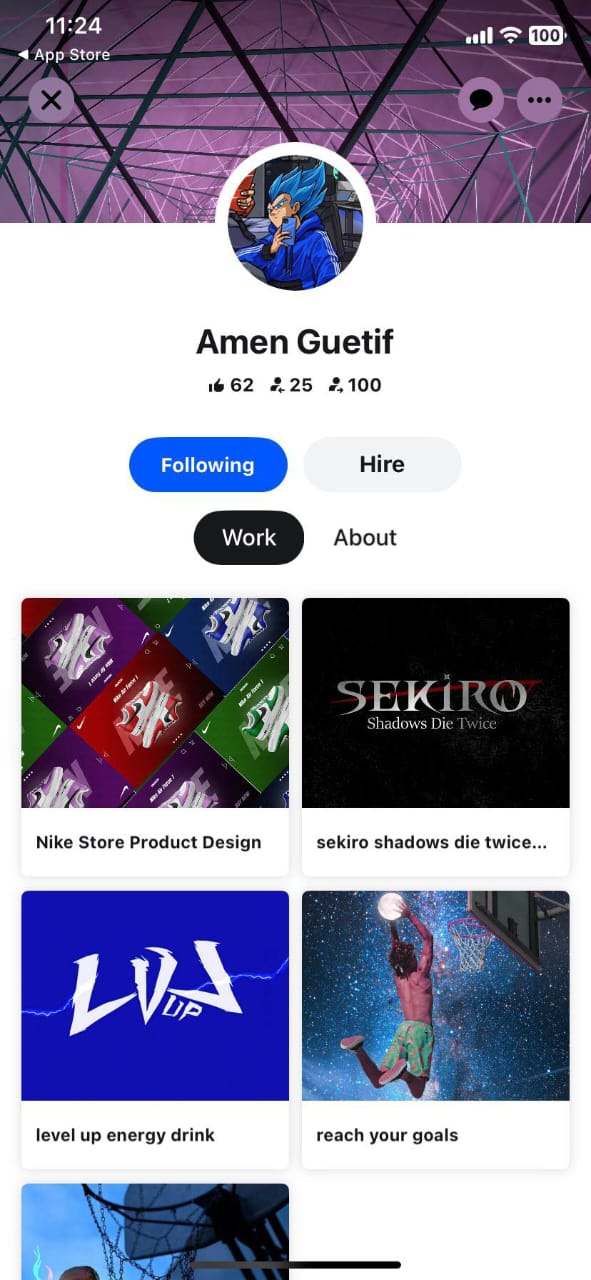 11:24
100
App Store
Amen Guetif
62 25 100
Following
Hire
Work
About
SEKIRO
Shadows Die Twice
Nike Store Product Design
sekiro shadows die twice...
LVL
UP
level up energy drink
reach your goals